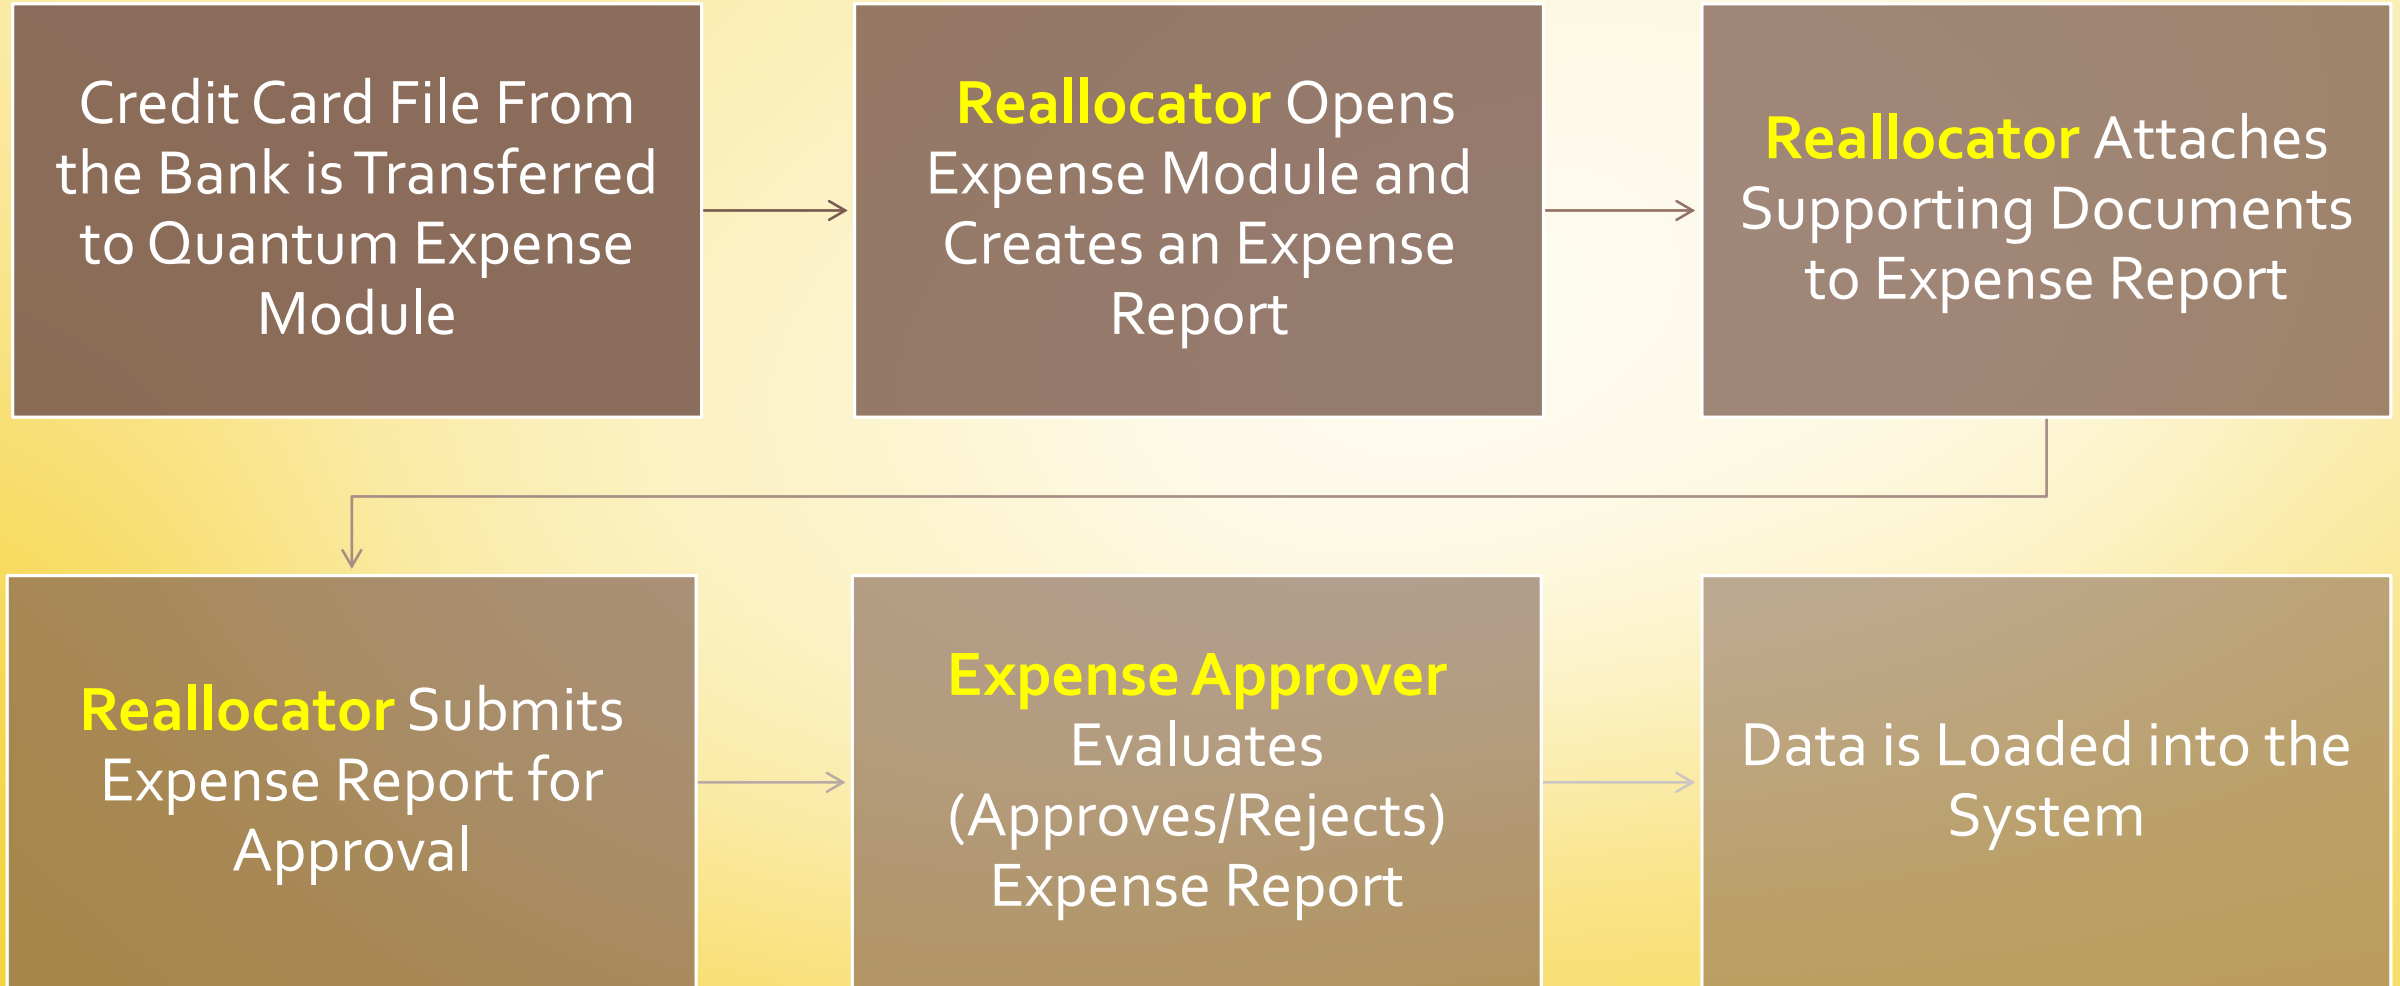 Credit Card File From
the Bank is Transferred
to Quantum Expense
Module
Reallocator Opens
Expense Module and
Creates an Expense
Report
Reallocator Attaches
Supporting Documents
to Expense Report
Reallocator Submits
Expense Report for
Approval
Expense Approver
Evaluates
(Approves/Rejects)
Expense Report
Data is Loaded into the
System